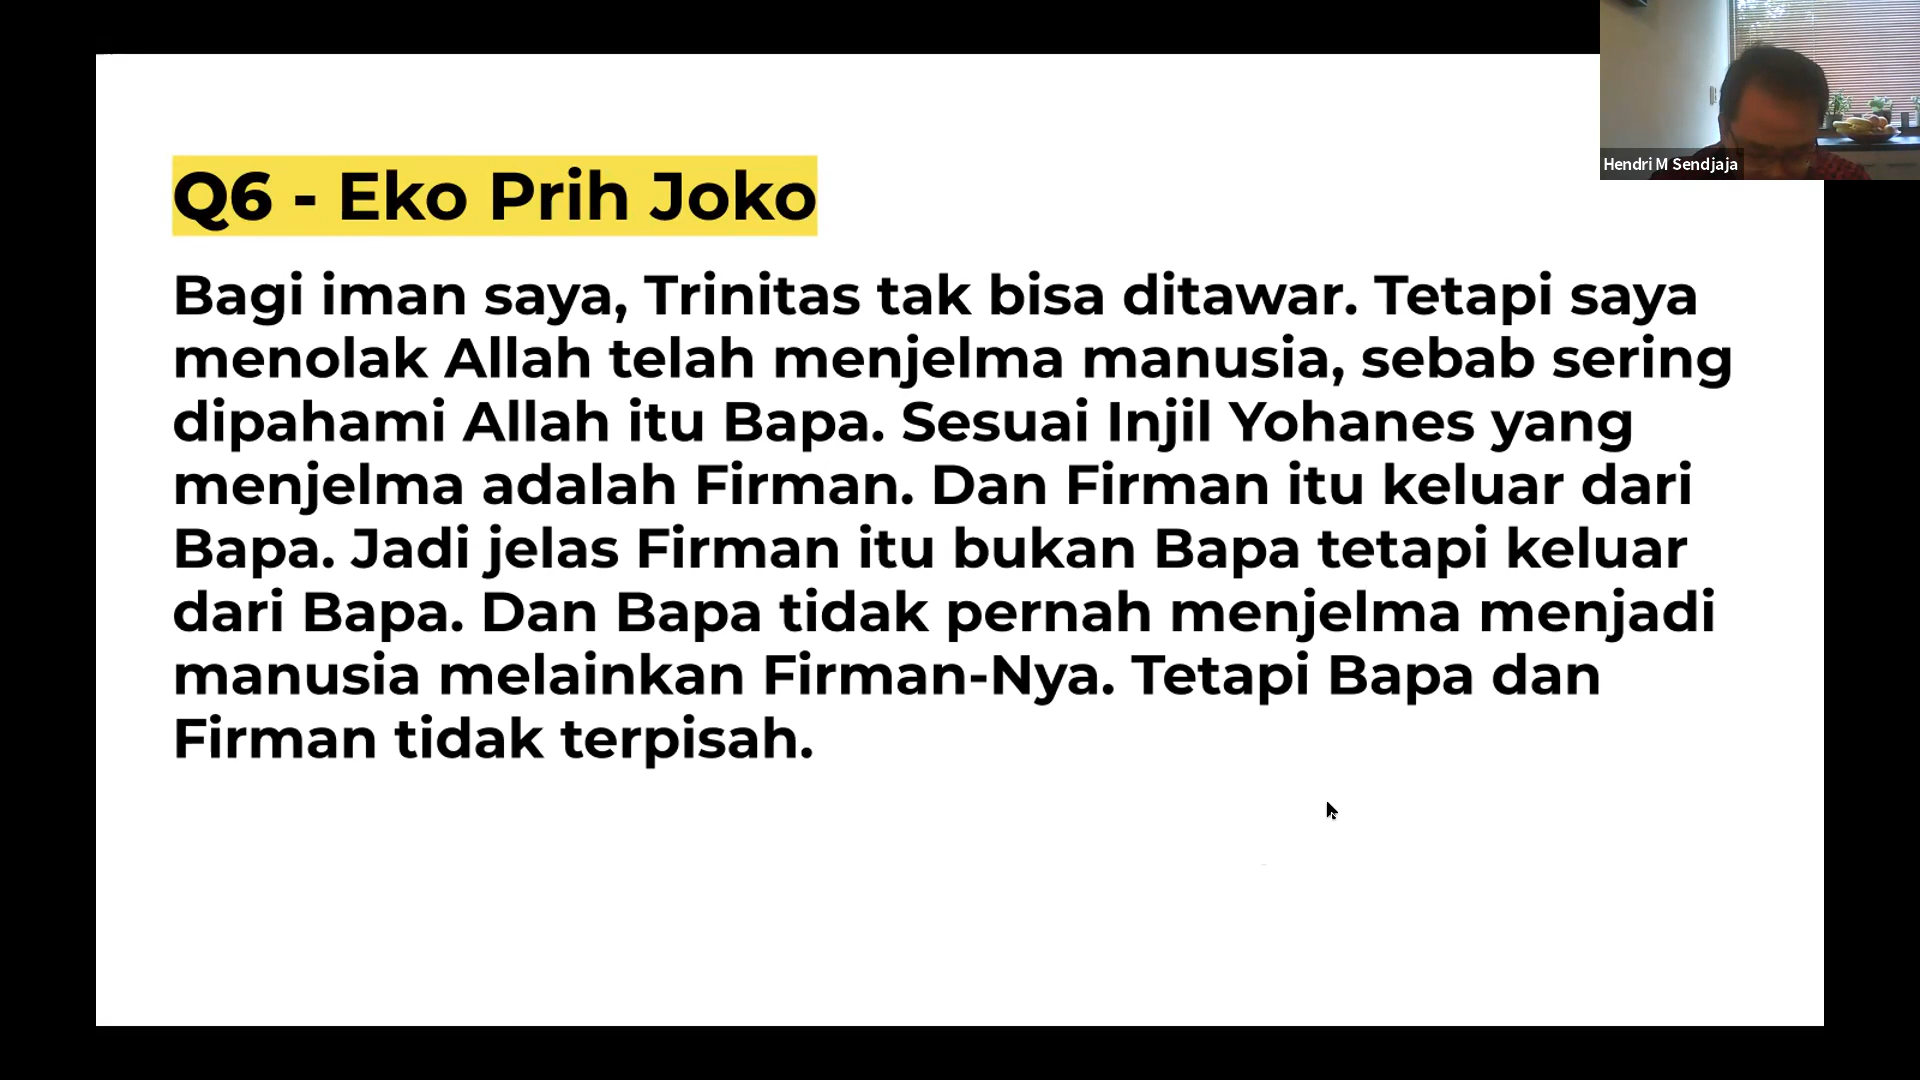 Hendri M Sendjaja
Q6 - Eko Prih Joko
Bagi iman saya, Trinitas tak bisa ditawar. Tetapi saya
menolak Allah telah menjelma manusia, sebab sering
dipahami Allah itu Bapa. Sesuai Injil Yohanes yang
menjelma adalah Firman. Dan Firman itu keluar dari
Bapa. Jadi jelas Firman itu bukan Bapa tetapi keluar
dari Bapa. Dan Bapa tidak pernah menjelma menjadi
manusia melainkan Firman-Nya. Tetapi Bapa dan
Firman tidak terpisah.